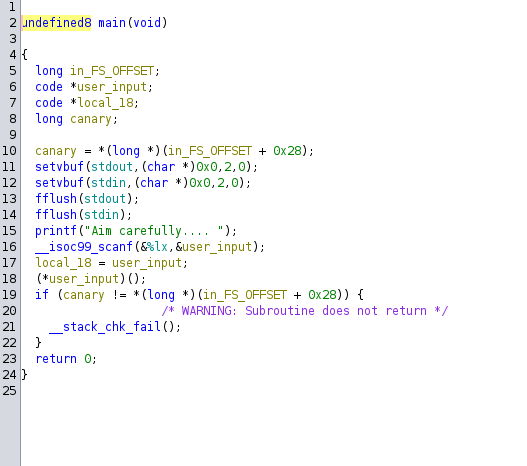 1
2 undefined8 main(void)
3
4 {
5 long in_FS_OFFSET;
6 code *user_input;
7 code *local_18;
8 long canary;
9
10 canary = *(long *)(in_FS_OFFSET + 0x28);
11 setvbuf(stdout,(char *)0x0,2,0);
12 setvbuf(stdin,(char *)0x0,2,0);
13 fflush(stdout);
14 fflush(stdin);
15 printf("Aim carefully.... ");
16 __isoc99_scanf(&%lx,&user_input);
17 local_18 = user_input;
18 (*user_input)();
19 if (canary != *(long *)(in_FS_OFFSET + 0x28)) {
20 /* WARNING: Subroutine does not return */
21 __stack_chk_fail();
22 }
23 return 0;
24 }
25